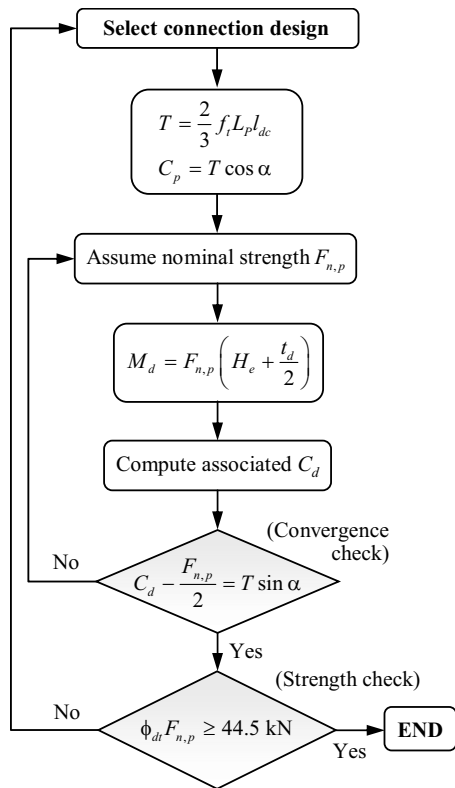 Select connection design
T = 2/3 f_t L_P l_dc
C_p = T cos α
Assume nominal strength F_n,p
M_d = F_n,p ( H_e + t_d/2 )
Compute associated C_d
(Convergence
check)
No
C_d − F_n,p/2 = T sin α
Yes
(Strength check)
No
ϕ_dt F_n,p ≥ 44.5 kN
Yes
END